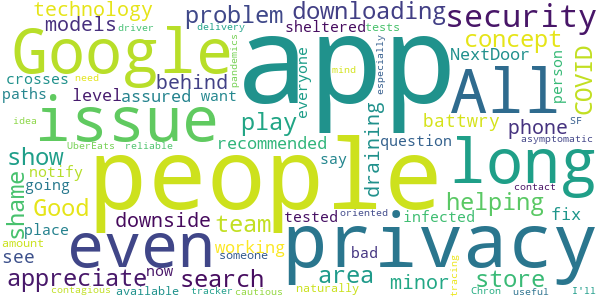 technology
models
problem
downloading
sheltered
tests
security
driver
delivery
Google
app
pandemics
everyone
especially
concept
NextDoor
All
person
COVID
crosses
behind
paths
level
assured
want
mind
need
issue
play
draining
battwry
phone
idea
UberEats
reliable
recommended
question
say
SF
asymptomatic
show
notify
going
people
long
contact
shame
Good
downside
team
tested
oriented
infected
helping
fix
place
even
working
privacy
amount
see
someone
bad
appreciate
now
search
area
minor
store
naturally
contagious
available
tracker
cautious
tracing
Chron
useful
I'll